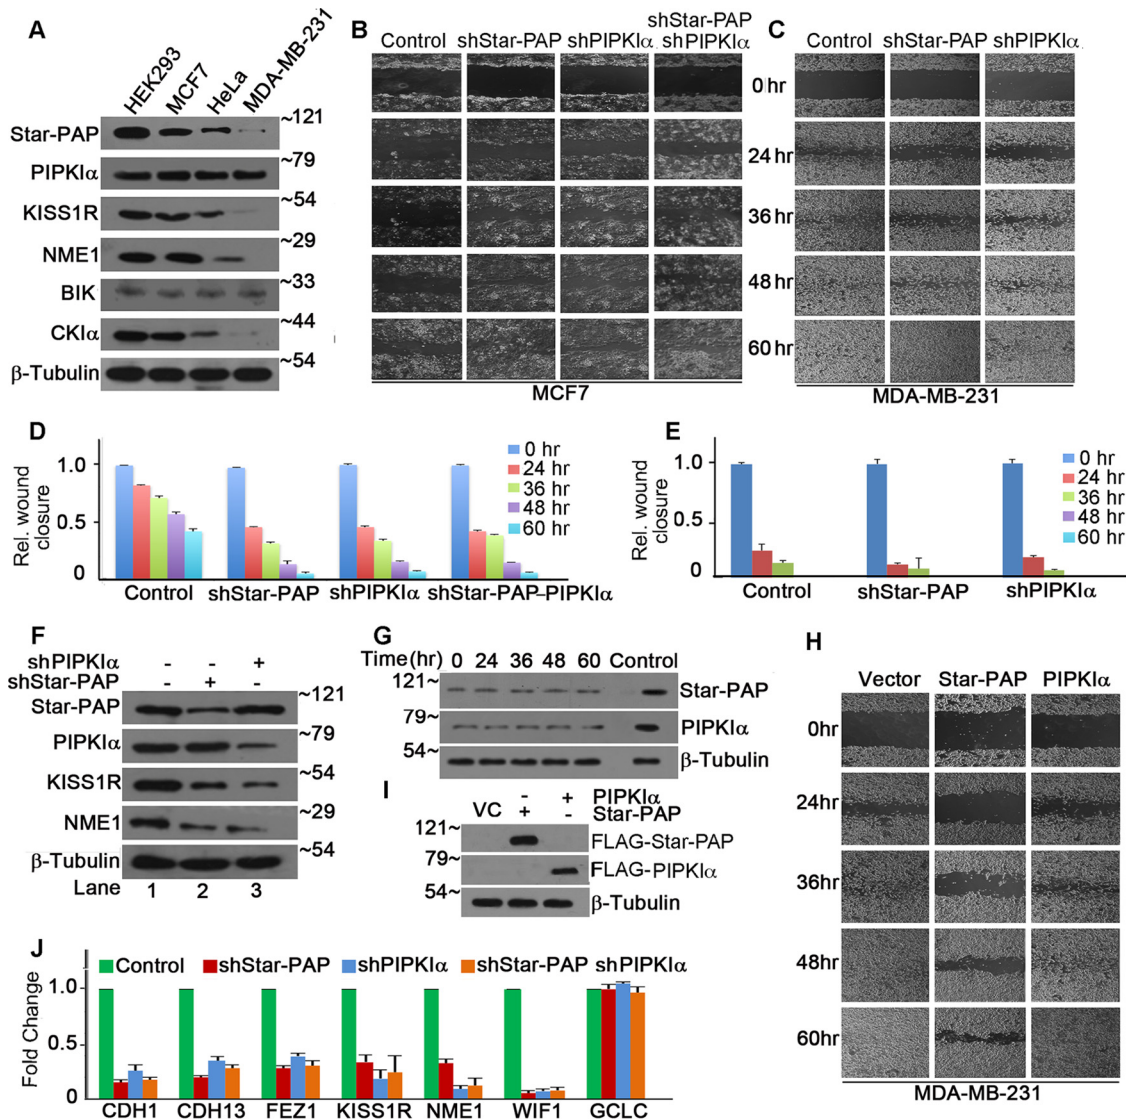 A
HEK293
MCF7
HeLa
MDA-MB-231
Star-PAP
~121
PIPKIα
~79
KISS1R
~54
NME1
~29
BIK
~33
CKIα
~44
β-Tubulin
~54
B
Control
shStar-PAP
shPIPKIα
shStar-PAP
shPIPKIα
MCF7
C
Control
shStar-PAP
shPIPKIα
0 hr
24 hr
36 hr
48 hr
60 hr
MDA-MB-231
D
Rel. wound
closure
1.0
0.5
0
0 hr
24 hr
36 hr
48 hr
60 hr
Control
shStar-PAP
shPIPKIα
shStar-PAP–PIPKIα
E
Rel. wound
closure
1.0
0.5
0
0 hr
24 hr
36 hr
48 hr
60 hr
Control
shStar-PAP
shPIPKIα
F
shPIPKIα - - +
shStar-PAP - + -
Star-PAP
~121
PIPKIα
~79
KISS1R
~54
NME1
~29
β-Tubulin
~54
Lane 1 2 3
G
Time(hr) 0 24 36 48 60 Control
121~
Star-PAP
79~
PIPKIα
54~
β-Tubulin
H
Vector
Star-PAP
PIPKIα
0hr
24hr
36hr
48hr
60hr
MDA-MB-231
I
- + PIPKIα
VC + - Star-PAP
121~
FLAG-Star-PAP
79~
FLAG-PIPKIα
54~
β-Tubulin
J
Control
shStar-PAP
shPIPKIα
shStar-PAP shPIPKIα
Fold Change
1.0
0.5
0
CDH1
CDH13
FEZ1
KISS1R
NME1
WIF1
GCLC